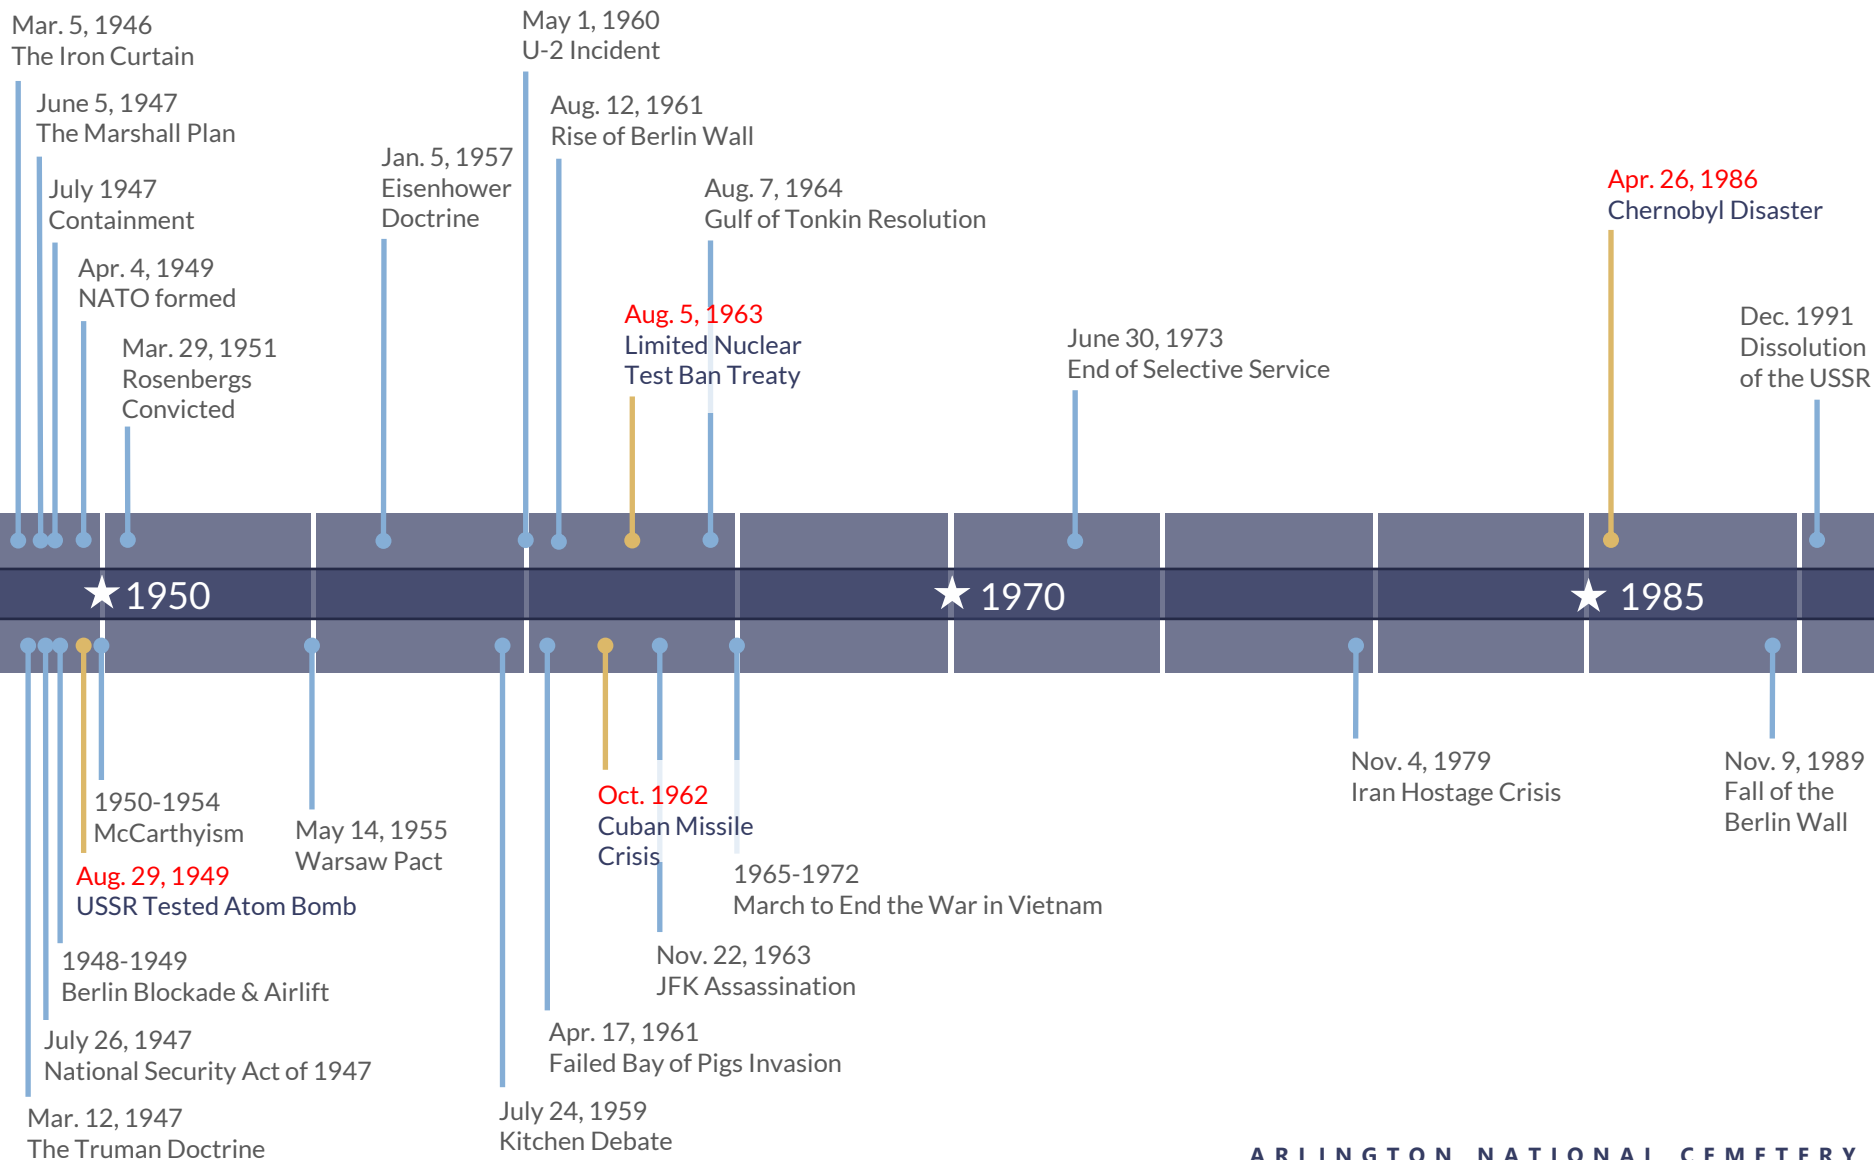 Mar. 5, 1946
The Iron Curtain
June 5, 1947
The Marshall Plan
July 1947
Containment
Apr. 4, 1949
NATO formed
Mar. 29, 1951
Rosenbergs
Convicted
Jan. 5, 1957
Eisenhower
Doctrine
May 1, 1960
U-2 Incident
Aug. 12, 1961
Rise of Berlin Wall
Aug. 5, 1963
Limited Nuclear
Test Ban Treaty
Aug. 7, 1964
Gulf of Tonkin Resolution
June 30, 1973
End of Selective Service
Apr. 26, 1986
Chernobyl Disaster
Dec. 1991
Dissolution
of the USSR
1950
1970
1985
Mar. 12, 1947
The Truman Doctrine
July 26, 1947
National Security Act of 1947
1948-1949
Berlin Blockade & Airlift
Aug. 29, 1949
USSR Tested Atom Bomb
1950-1954
McCarthyism
May 14, 1955
Warsaw Pact
July 24, 1959
Kitchen Debate
Apr. 17, 1961
Failed Bay of Pigs Invasion
Oct. 1962
Cuban Missile
Crisis
Nov. 22, 1963
JFK Assassination
1965-1972
March to End the War in Vietnam
Nov. 4, 1979
Iran Hostage Crisis
Nov. 9, 1989
Fall of the
Berlin Wall
ARLINGTON NATIONAL CEMETERY